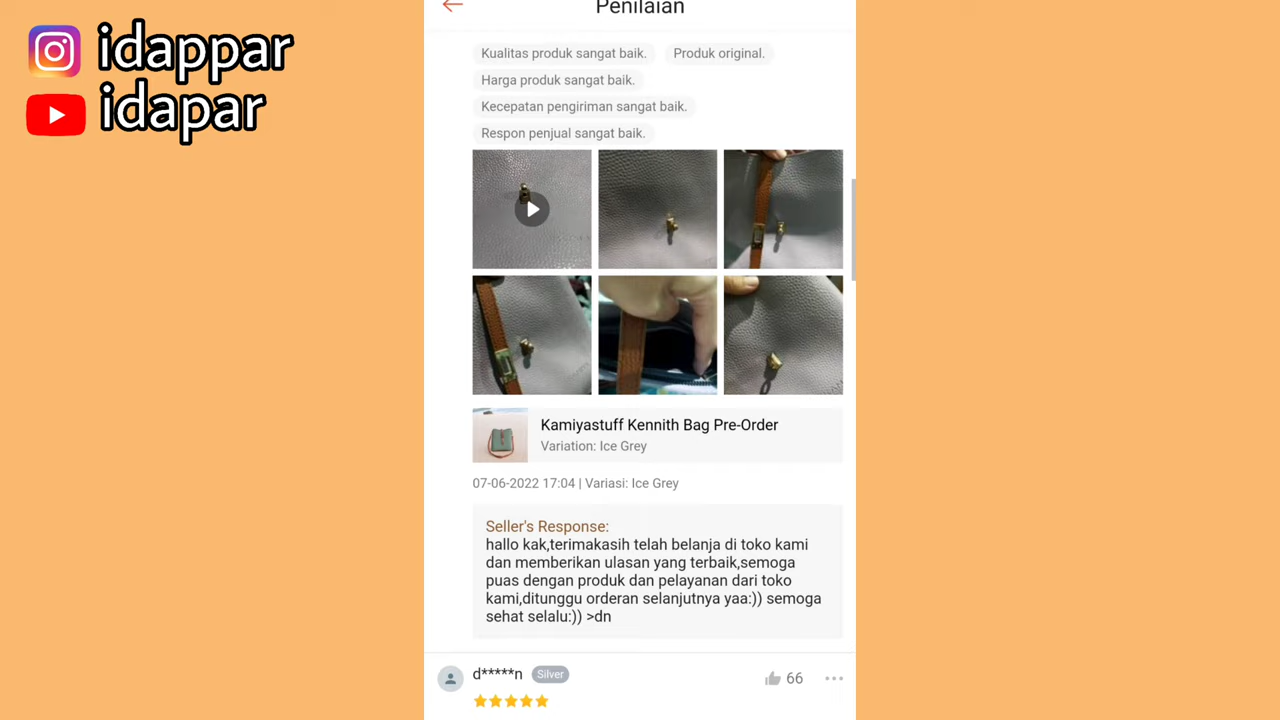 idappar
idapar
Penilaian
Kualitas produk sangat baik.
Produk original.
Harga produk sangat baik.
Kecepatan pengiriman sangat baik.
Respon penjual sangat baik.
Kamiyastuff Kennith Bag Pre-Order
Variation: Ice Grey
07-06-2022 17:04 | Variasi: Ice Grey
Seller's Response:
hallo kak,terimakasih telah belanja di toko kami
dan memberikan ulasan yang terbaik,semoga
puas dengan produk dan pelayanan dari toko
kami,ditunggu orderan selanjutnya yaa:)) semoga
sehat selalu:)) >dn
d*****n
Silver
66